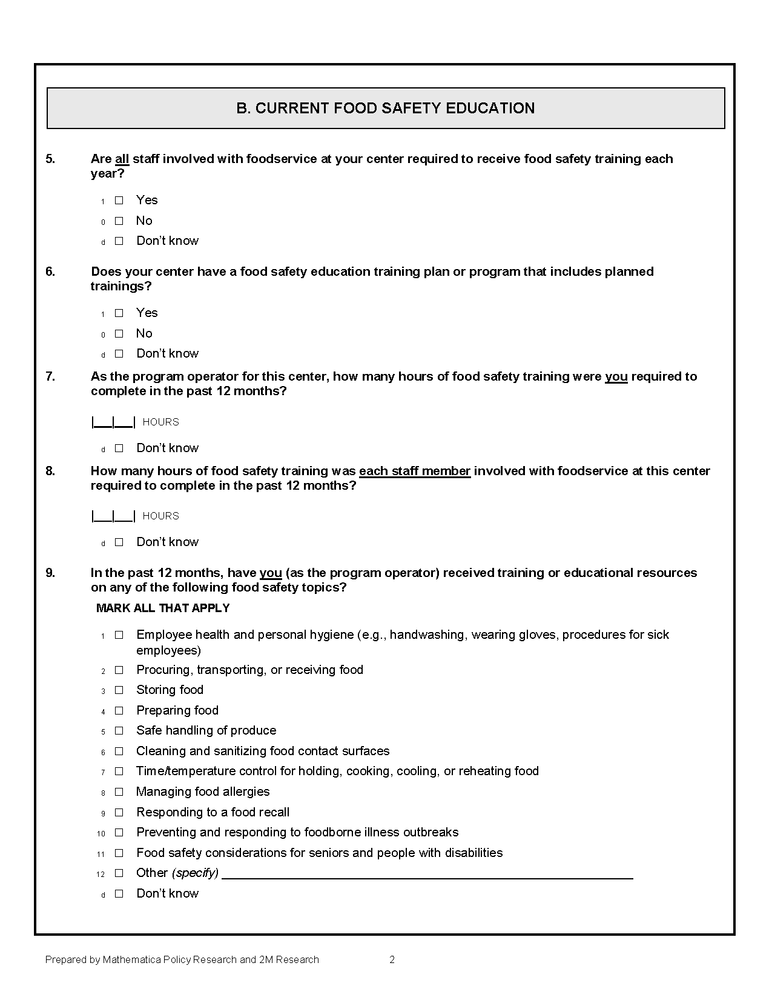 B. CURRENT FOOD SAFETY EDUCATION
5. Are all staff involved with foodservice at your center required to receive food safety training each
year?
1 □ Yes
0 □ No
d □ Don’t know
6. Does your center have a food safety education training plan or program that includes planned
trainings?
1 □ Yes
0 □ No
d □ Don’t know
7. As the program operator for this center, how many hours of food safety training were you required to
complete in the past 12 months?
|__|__| HOURS
d □ Don’t know
8. How many hours of food safety training was each staff member involved with foodservice at this center
required to complete in the past 12 months?
|__|__| HOURS
d □ Don’t know
9. In the past 12 months, have you (as the program operator) received training or educational resources
on any of the following food safety topics?
MARK ALL THAT APPLY
1 □ Employee health and personal hygiene (e.g., handwashing, wearing gloves, procedures for sick
employees)
2 □ Procuring, transporting, or receiving food
3 □ Storing food
4 □ Preparing food
5 □ Safe handling of produce
6 □ Cleaning and sanitizing food contact surfaces
7 □ Time/temperature control for holding, cooking, cooling, or reheating food
8 □ Managing food allergies
9 □ Responding to a food recall
10 □ Preventing and responding to foodborne illness outbreaks
11 □ Food safety considerations for seniors and people with disabilities
12 □ Other (specify) ____________________
d □ Don’t know
Prepared by Mathematica Policy Research and 2M Research 2